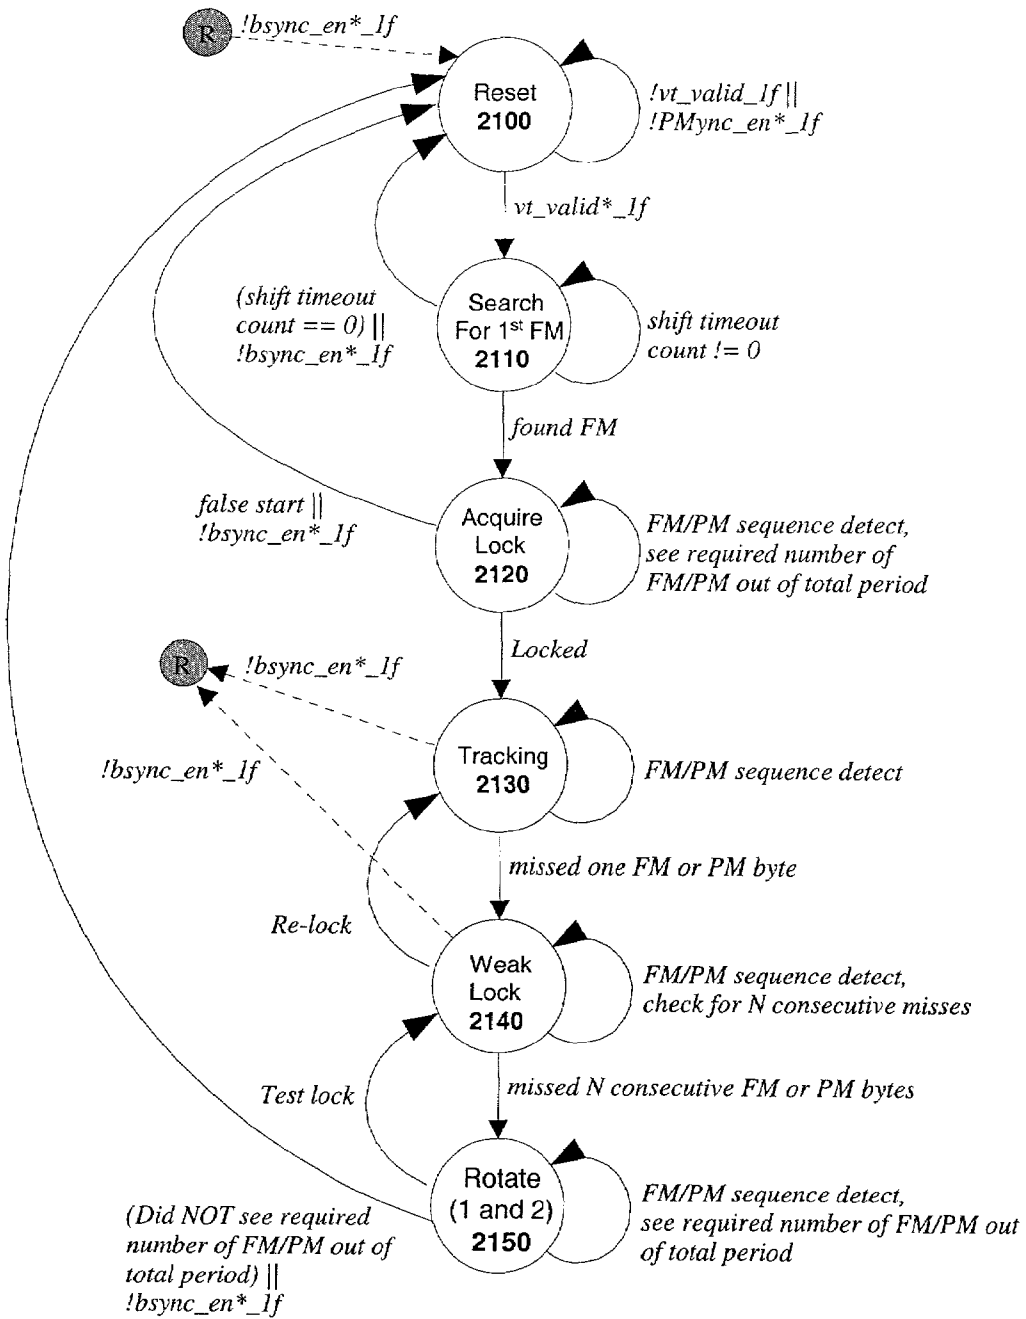 R
!bsync_en*_1f
Reset
2100
!vt_valid_1f ||
!PMync_en*_1f
vt_valid*_1f
(shift timeout
count == 0) ||
!bsync_en*_1f
Search
For 1st FM
2110
shift timeout
count != 0
found FM
false start ||
!bsync_en*_1f
Acquire
Lock
2120
FM/PM sequence detect,
see required number of
FM/PM out of total period
Locked
R
!bsync_en*_1f
!bsync_en*_1f
Tracking
2130
FM/PM sequence detect
missed one FM or PM byte
Re-lock
Weak
Lock
2140
FM/PM sequence detect,
check for N consecutive misses
Test lock
missed N consecutive FM or PM bytes
Rotate
(1 and 2)
2150
FM/PM sequence detect,
see required number of FM/PM out
of total period
(Did NOT see required
number of FM/PM out of
total period) ||
!bsync_en*_1f